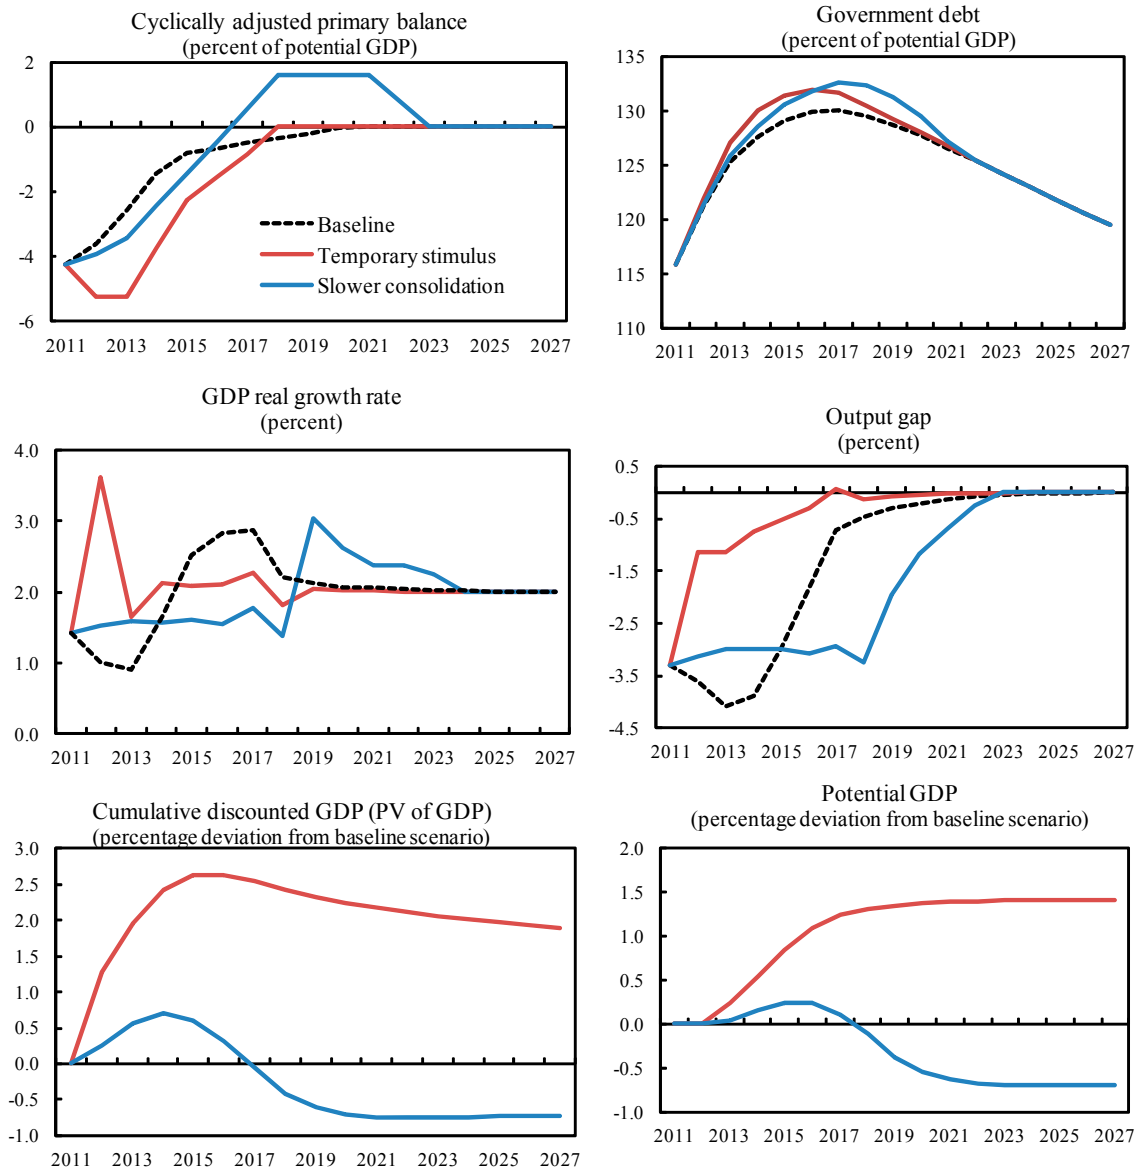 Cyclically adjusted primary balance
(percent of potential GDP)
2
0
-2
-4
-6
Baseline
Temporary stimulus
Slower consolidation
2011 2013 2015 2017 2019 2021 2023 2025 2027
Government debt
(percent of potential GDP)
135
130
125
120
115
110
2011 2013 2015 2017 2019 2021 2023 2025 2027
GDP real growth rate
(percent)
4.0
3.0
2.0
1.0
0.0
2011 2013 2015 2017 2019 2021 2023 2025 2027
Output gap
(percent)
0.5
-0.5
-1.5
-2.5
-3.5
-4.5
2011 2013 2015 2017 2019 2021 2023 2025 2027
Cumulative discounted GDP (PV of GDP)
(percentage deviation from baseline scenario)
3.0
2.5
2.0
1.5
1.0
0.5
0.0
-0.5
-1.0
2011 2013 2015 2017 2019 2021 2023 2025 2027
Potential GDP
(percentage deviation from baseline scenario)
2.0
1.5
1.0
0.5
0.0
-0.5
-1.0
2011 2013 2015 2017 2019 2021 2023 2025 2027